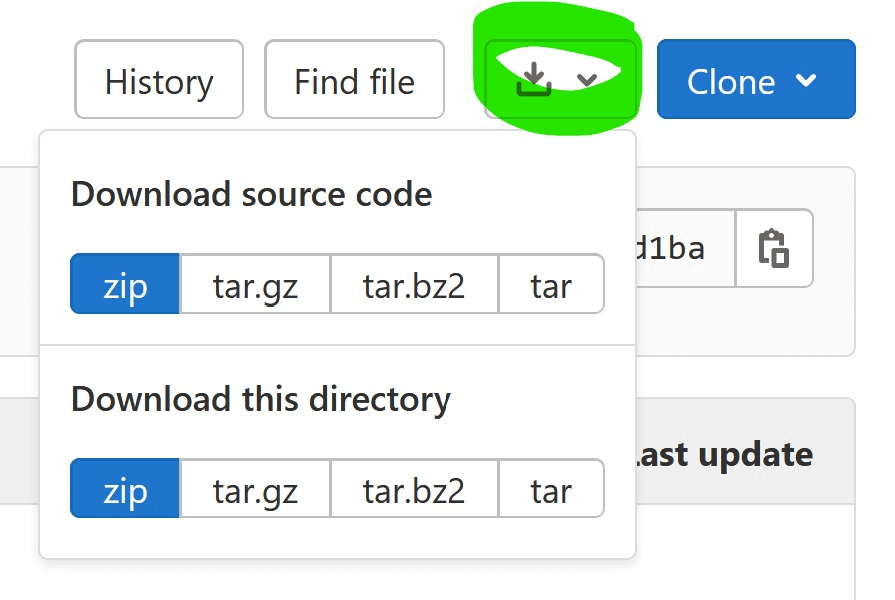 History Find file Clone
Download source code
d1ba
zip tar.gz tar.bz2 tar
Download this directory
Last update
zip tar.gz tar.bz2 tar